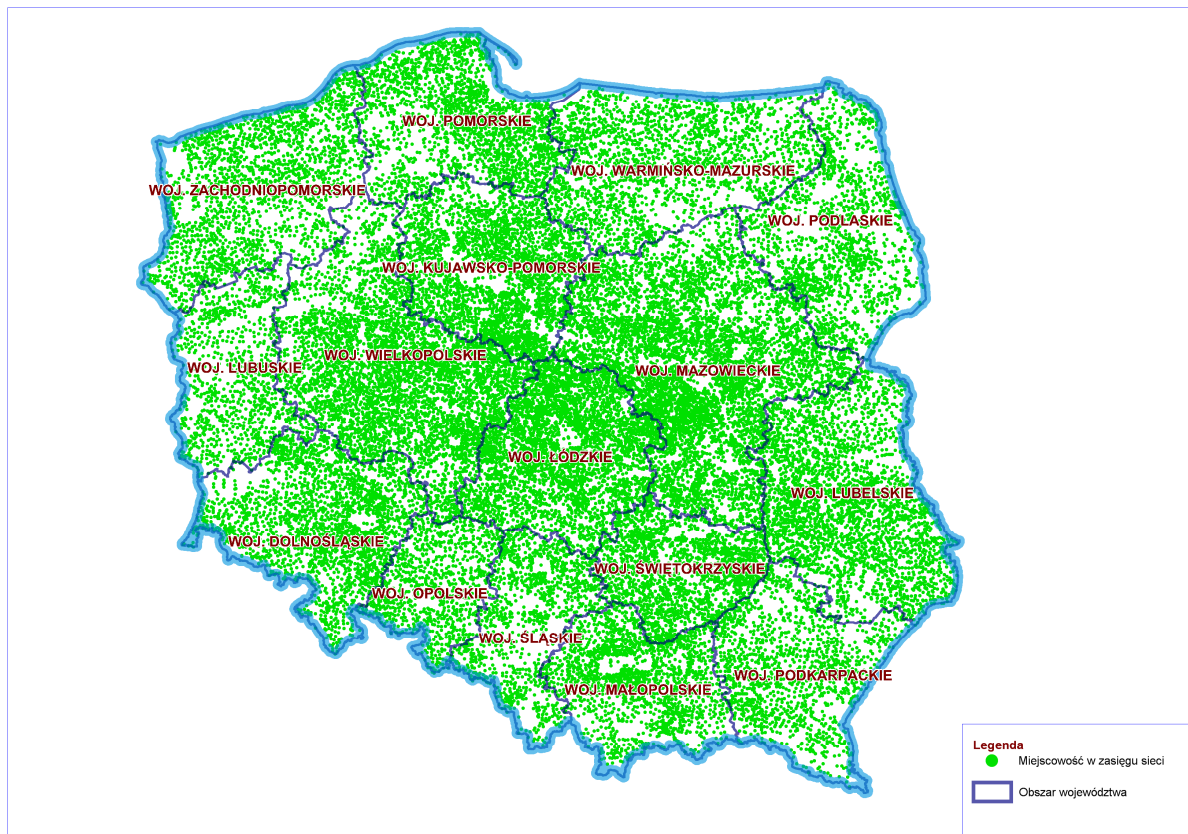 WOJ. POMORSKIE
WOJ. WARMIŃSKO-MAZURSKIE
WOJ. ZACHODNIOPOMORSKIE
WOJ. PODLASKIE
WOJ. KUJAWSKO-POMORSKIE
WOJ. WIELKOPOLSKIE
WOJ. LUBUSKIE
WOJ. MAZOWIECKIE
WOJ. ŁÓDZKIE
WOJ. LUBELSKIE
WOJ. DOLNOŚLĄSKIE
WOJ. ŚWIĘTOKRZYSKIE
WOJ. OPOLSKIE
WOJ. ŚLĄSKIE
WOJ. PODKARPACKIE
WOJ. MAŁOPOLSKIE
Legenda
Miejscowość w zasięgu sieci
Obszar województwa